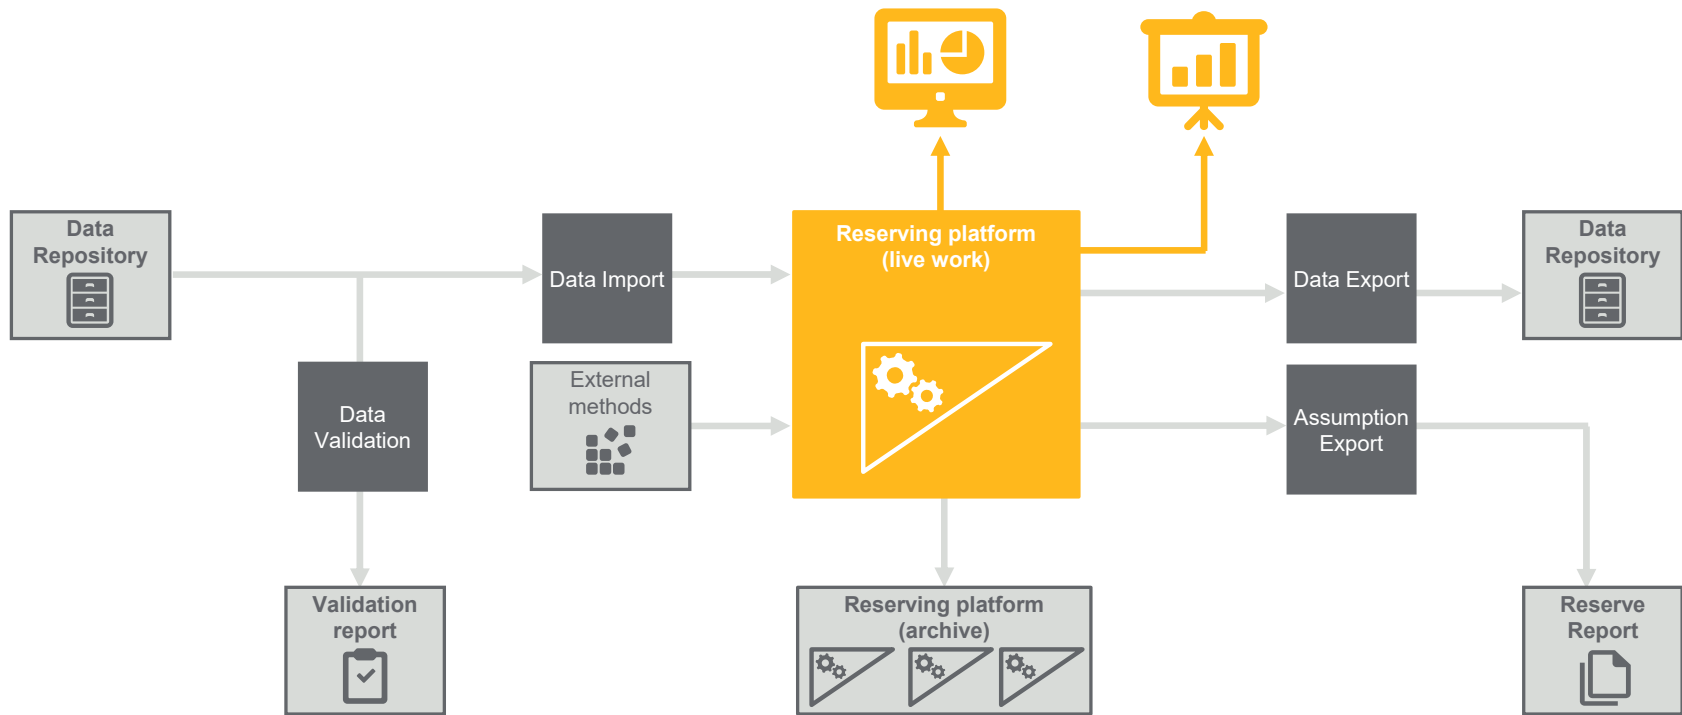 Data
Repository
Data Import
Reserving platform
(live work)
Data Export
Data
Repository
Data
Validation
External
methods
Assumption
Export
Validation
report
Reserving platform
(archive)
Reserve
Report